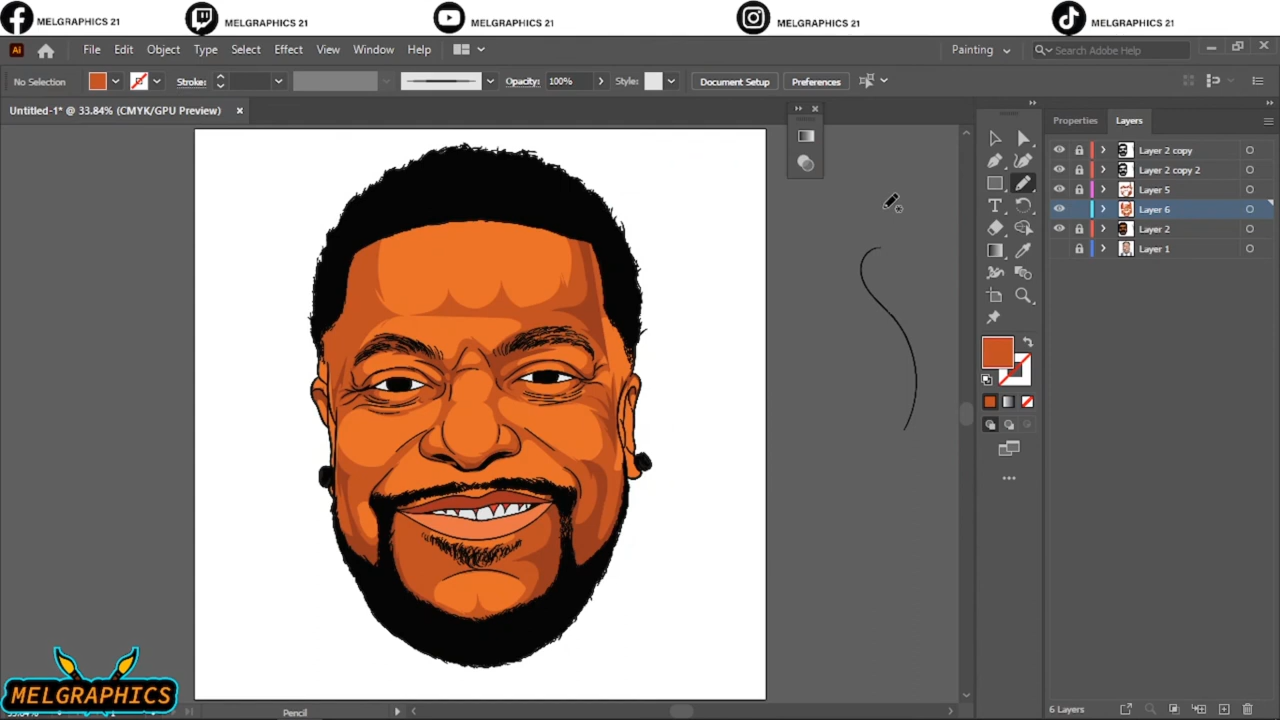 MELGRAPHICS 21
MELGRAPHICS 21
MELGRAPHICS 21
MELGRAPHICS 21
MELGRAPHICS 21
Ai File Edit Object Type Select Effect View Window Help Painting Search Adobe Help
No Selection Stroke: Opacity: 100% Style: Document Setup Preferences
Untitled-1* @ 33.84% (CMYK/GPU Preview)
Properties Layers
Layer 2 copy
Layer 2 copy 2
Layer 5
Layer 6
Layer 2
Layer 1
MELGRAPHICS
Pencil
6 Layers